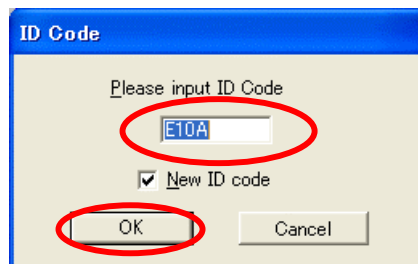 ID Code
Please input ID Code
E10A
New ID code
OK Cancel